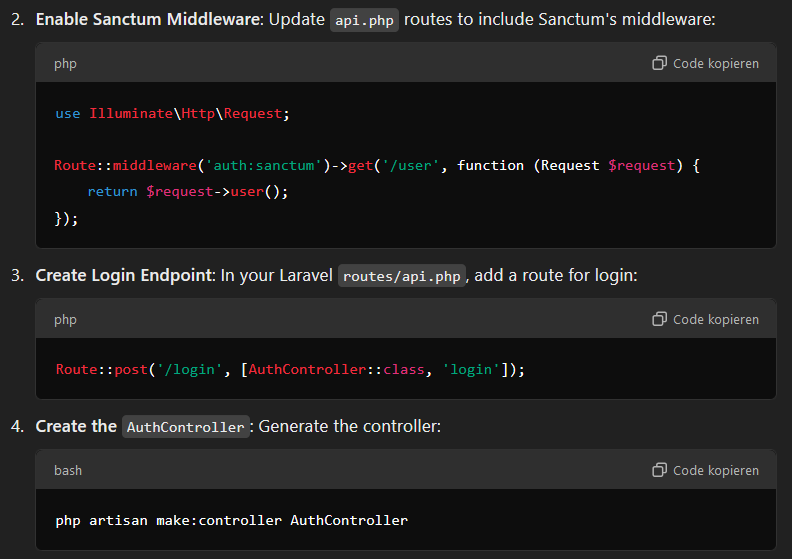 2. Enable Sanctum Middleware: Update api.php routes to include Sanctum's middleware:
php Code kopieren
use Illuminate\Http\Request;
Route::middleware('auth:sanctum')->get('/user', function (Request $request) {
    return $request->user();
});
3. Create Login Endpoint: In your Laravel routes/api.php, add a route for login:
php Code kopieren
Route::post('/login', [AuthController::class, 'login']);
4. Create the AuthController: Generate the controller:
bash Code kopieren
php artisan make:controller AuthController